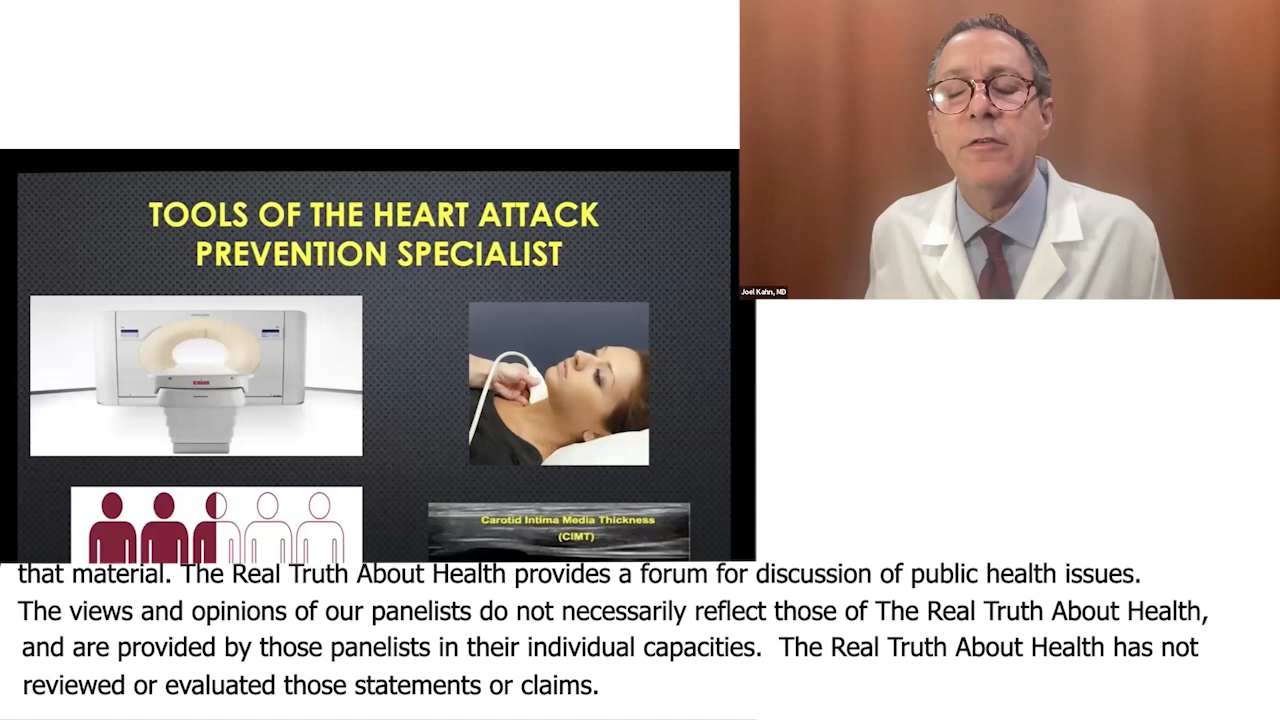 TOOLS OF THE HEART ATTACK
PREVENTION SPECIALIST
Joel Kahn, MD
Carotid Intima Media Thickness
(CIMT)
that material. The Real Truth About Health provides a forum for discussion of public health issues.
The views and opinions of our panelists do not necessarily reflect those of The Real Truth About Health,
and are provided by those panelists in their individual capacities. The Real Truth About Health has not
reviewed or evaluated those statements or claims.